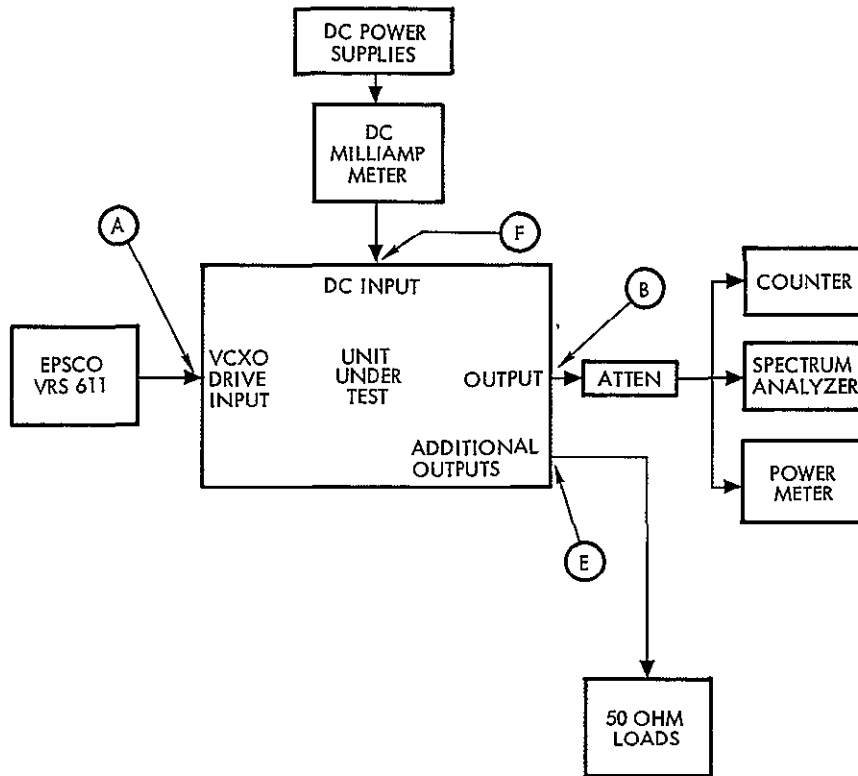 DC POWER
SUPPLIES
DC
MILLIAMP
METER
A
F
DC INPUT
B
COUNTER
EPSCO
VRS 611
VCXO
DRIVE
INPUT
UNIT
UNDER
TEST
OUTPUT
ATTEN
SPECTRUM
ANALYZER
ADDITIONAL
OUTPUTS
POWER
METER
E
50 OHM
LOADS